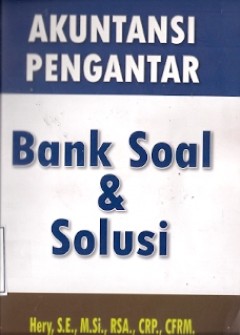 AKUNTANSI
PENGANTAR
Bank Soal
&
Solusi
Hery, S.E., M.Si., RSA., CRP., CFRM.